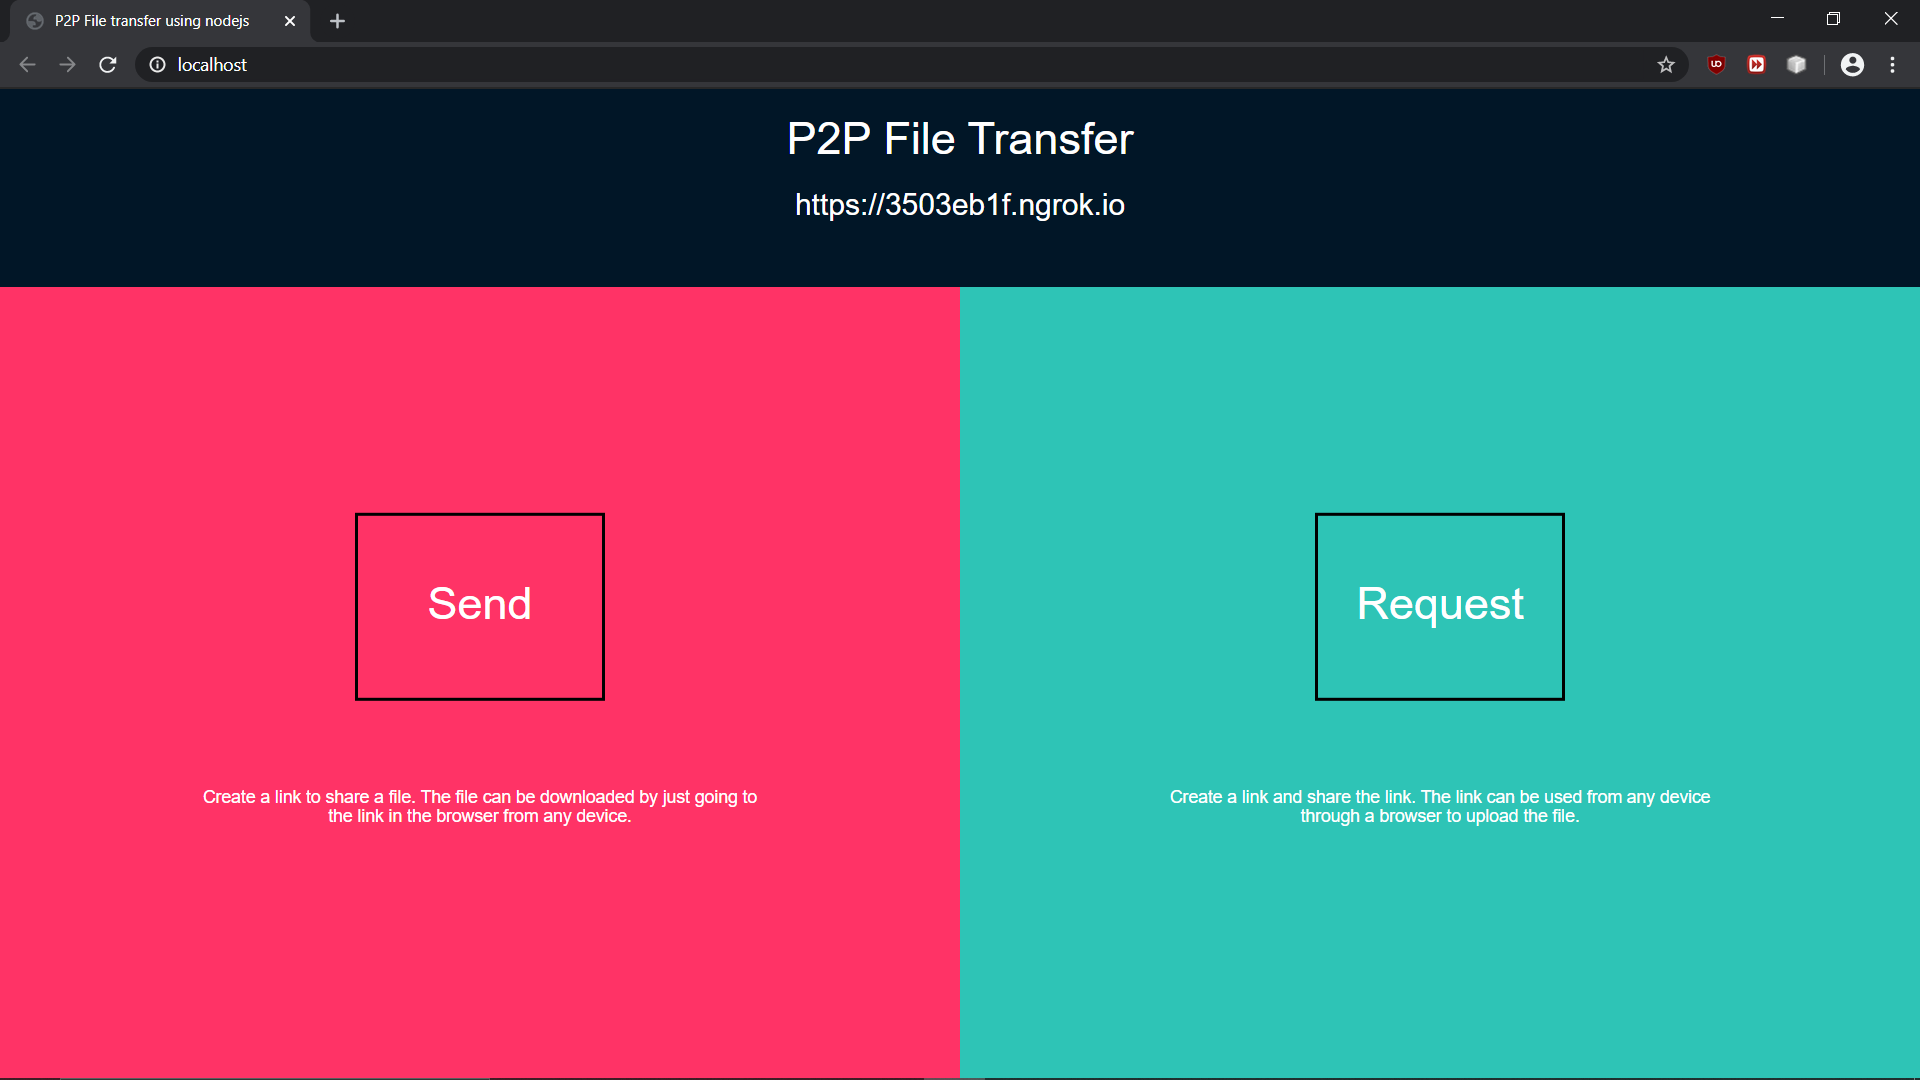 P2P File transfer using nodejs
localhost
P2P File Transfer
https://3503eb1f.ngrok.io
Send
Create a link to share a file. The file can be downloaded by just going to
the link in the browser from any device.
Request
Create a link and share the link. The link can be used from any device
through a browser to upload the file.